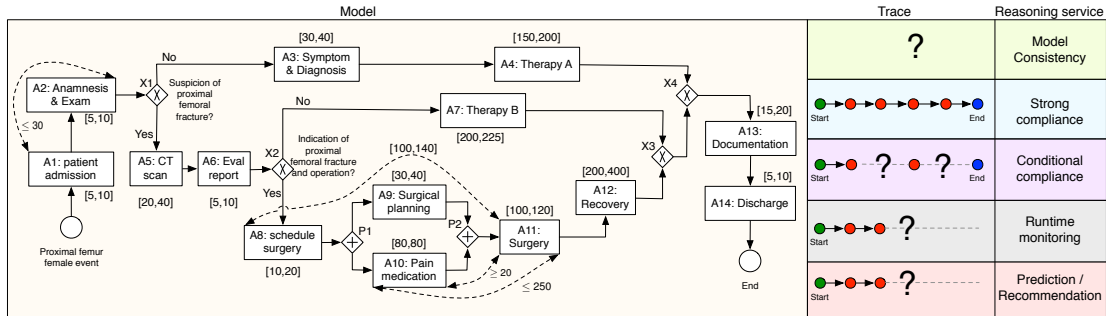 Model
Trace
Reasoning service
[30,40]
[150,200]
No
A3: Symptom
& Diagnosis
A4: Therapy A
?
Model
Consistency
A2: Anamnesis
& Exam
X1
Suspicion of
proximal
femoral
fracture?
X4
[5,10]
≤ 30
Yes
No
A7: Therapy B
[200,225]
[15,20]
A13:
Documentation
Start
End
Strong
compliance
A1: patient
admission
[5,10]
A5: CT
scan
[20,40]
A6: Eval
report
[5,10]
X2
Indication of
proximal
femoral fracture
and operation?
Yes
[100,140]
[30,40]
A9: Surgical
planning
X3
[200,400]
A12:
Recovery
[5,10]
A14: Discharge
?
?
Start
End
Conditional
compliance
Proximal femur
female event
A8: schedule
surgery
[10,20]
P1
P2
[80,80]
A10: Pain
medication
[100,120]
A11:
Surgery
≥ 20
≤ 250
End
?
Start
Runtime
monitoring
?
Start
Prediction /
Recommendation